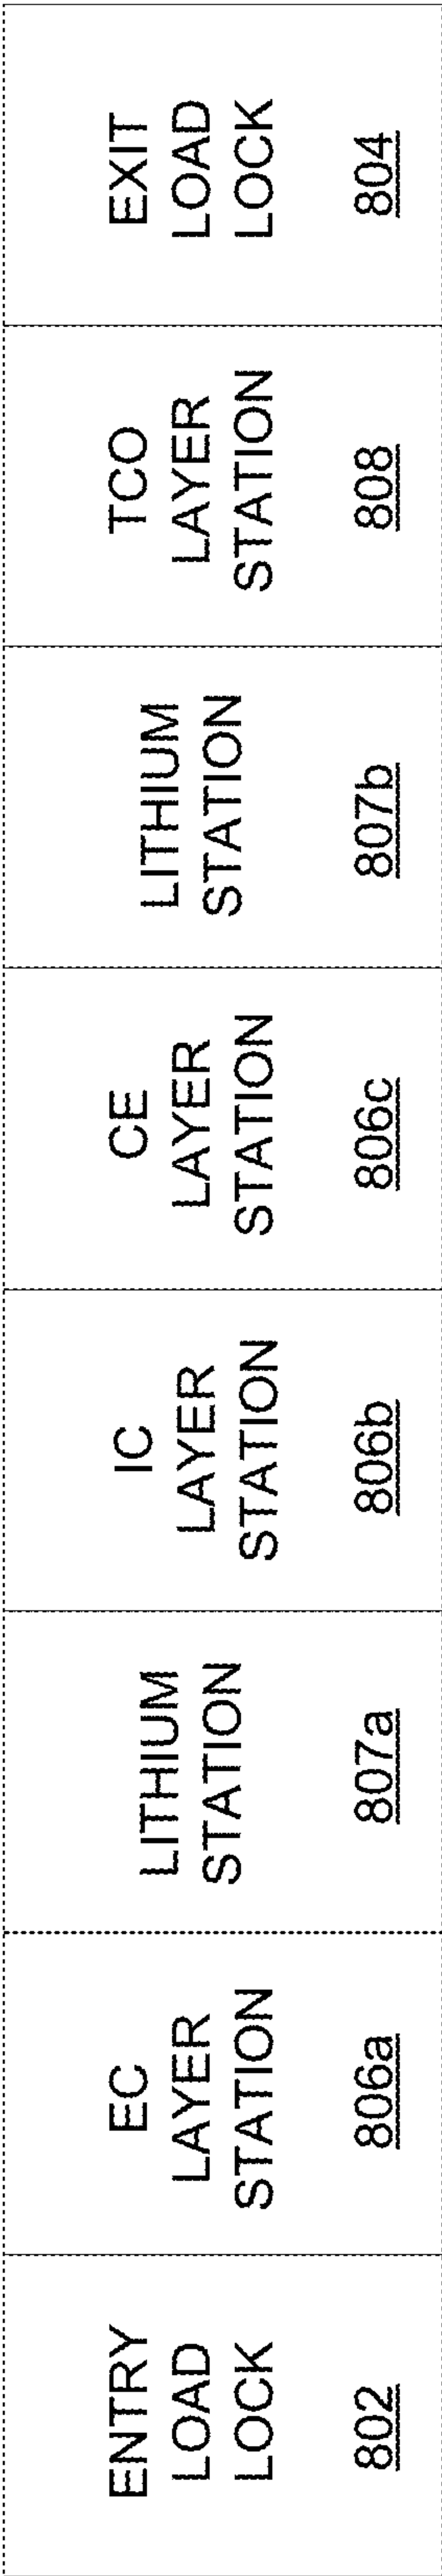 ENTRY
LOAD
LOCK
802
EC
LAYER
STATION
806a
LITHIUM
STATION
807a
IC
LAYER
STATION
806b
CE
LAYER
STATION
806c
LITHIUM
STATION
807b
TCO
LAYER
STATION
808
EXIT
LOAD
LOCK
804